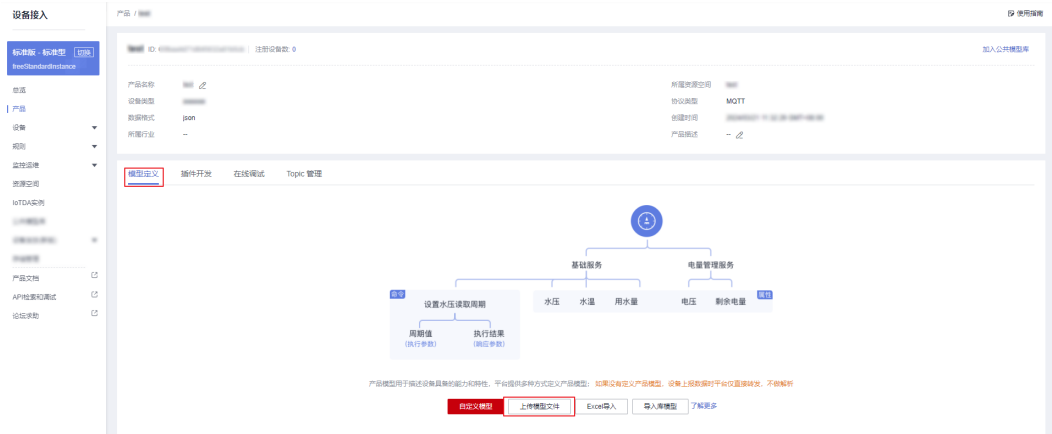 设备接入
产品 /
使用指南
标准版 - 标准型 切换
freeStandardInstance
ID:
注册设备数: 0
加入公共模型库
总览
产品
设备
规则
监控运维
资源空间
IoTDA实例
产品文档
API检索和调试
论坛求助
产品名称
所属资源空间
设备类型
协议类型 MQTT
数据格式 json
创建时间
所属行业 --
产品描述 --
模型定义 插件开发 在线调试 Topic 管理
基础服务 电量管理服务
命令
设置水压读取周期
水压 水温 用水量
电压 剩余电量 属性
周期值 执行结果
(执行参数) (响应参数)
产品模型用于描述设备具备的能力和特性，平台提供多种方式定义产品模型; 如果没有定义产品模型，设备上报数据时平台仅直接转发，不做解析
自定义模型 上传模型文件 Excel导入 导入库模型 了解更多